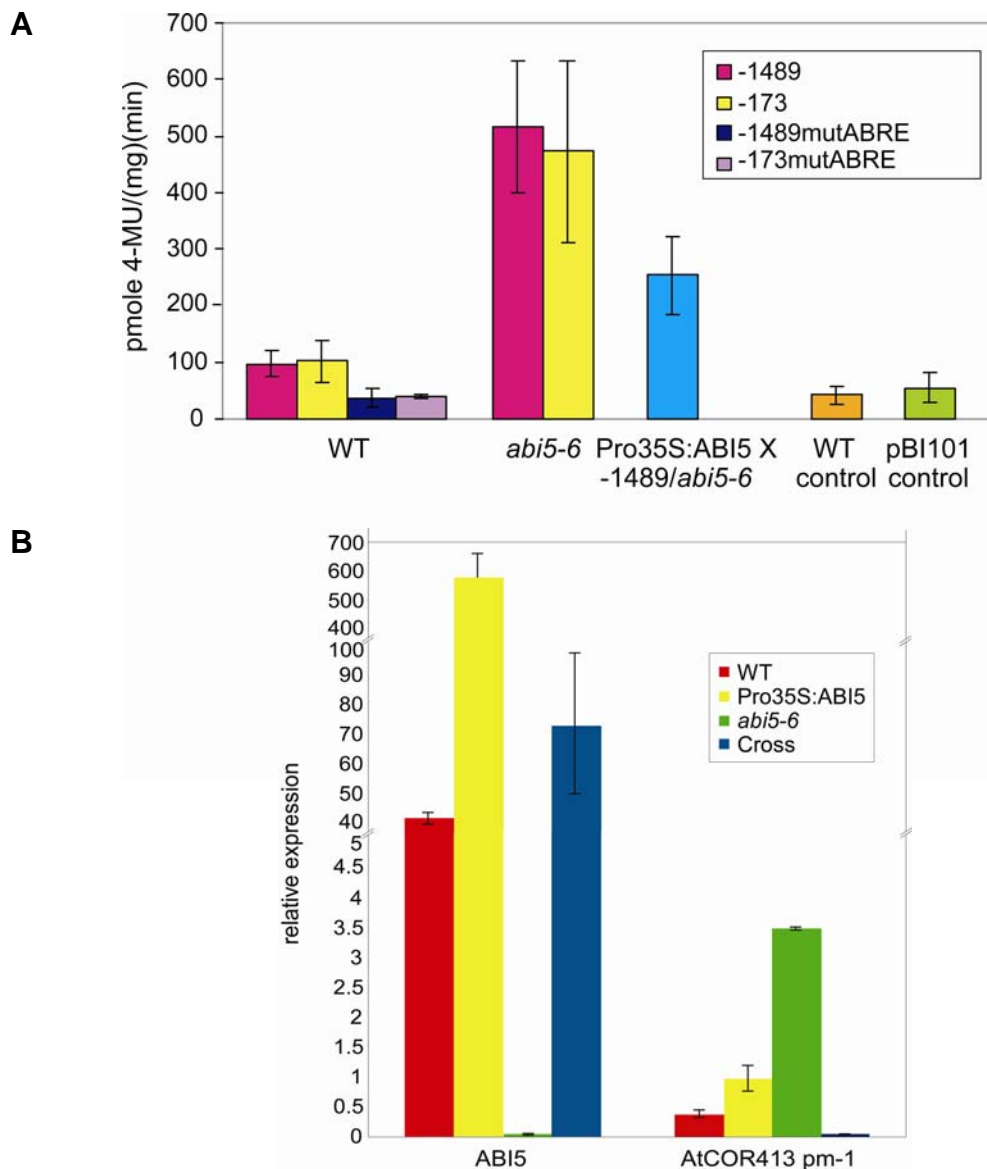 A
700
600
500
400
300
200
100
0
pmole 4-MU/(mg)(min)
-1489
-173
-1489mutABRE
-173mutABRE
WT
abi5-6
Pro35S:ABI5 X
-1489/abi5-6
WT
control
pBI101
control
B
700
600
500
400
100
90
80
70
60
50
40
5
4.5
4
3.5
3
2.5
2
1.5
1
0.5
0
relative expression
WT
Pro35S:ABI5
abi5-6
Cross
ABI5
AtCOR413 pm-1